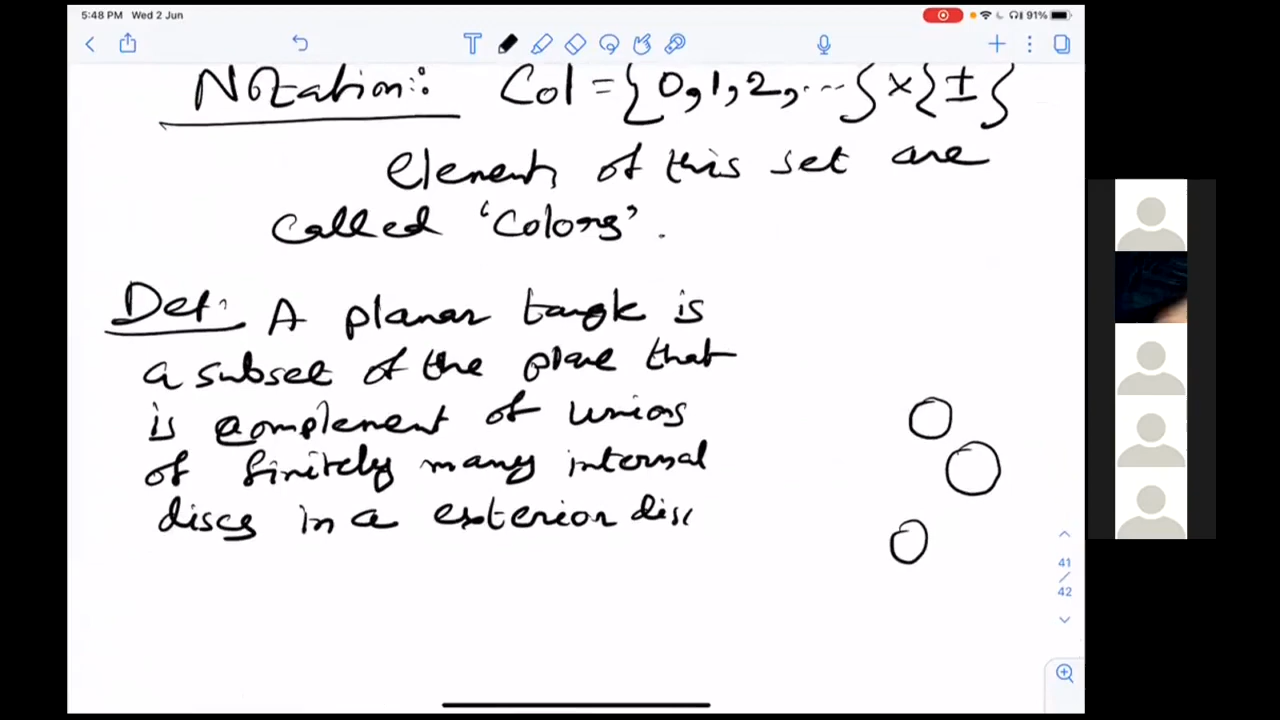 5:48 PM Wed 2 Jun
91%
Notation: Col = {0, 1, 2, ...} × {±}
Elements of this set are
called 'Colors'.
Def: A planar tangle is
a subset of the plane that
is complement of unions
of finitely many internal
discs in a exterior disc
41
/
42